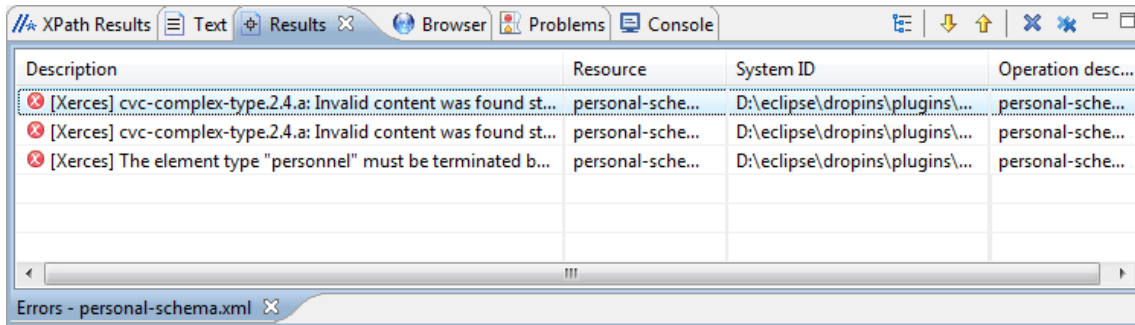 XPath Results Text Results Browser Problems Console
Description Resource System ID Operation desc...
[Xerces] cvc-complex-type.2.4.a: Invalid content was found st... personal-sche... D:\eclipse\dropins\plugins\... personal-sche...
[Xerces] cvc-complex-type.2.4.a: Invalid content was found st... personal-sche... D:\eclipse\dropins\plugins\... personal-sche...
[Xerces] The element type "personnel" must be terminated b... personal-sche... D:\eclipse\dropins\plugins\... personal-sche...
Errors - personal-schema.xml